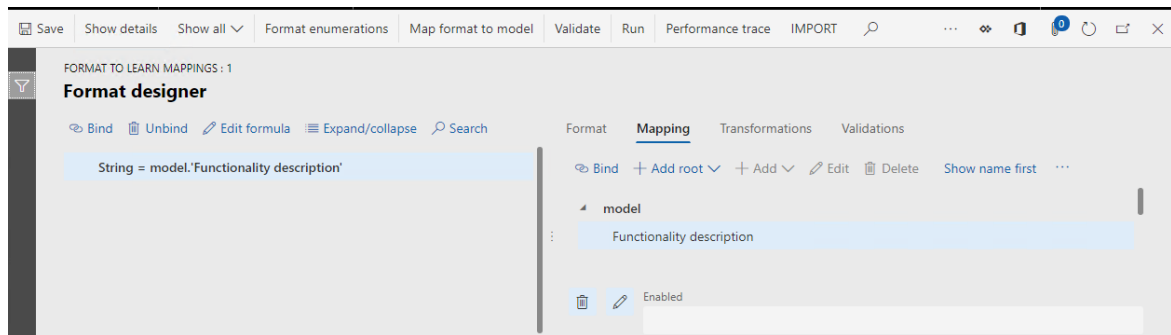 Save Show details Show all Format enumerations Map format to model Validate Run Performance trace IMPORT ... 0
FORMAT TO LEARN MAPPINGS : 1
Format designer
Bind Unbind Edit formula Expand/collapse Search
String = model.'Functionality description'
Format Mapping Transformations Validations
Bind Add root Add Edit Delete Show name first ...
model
Functionality description
Enabled